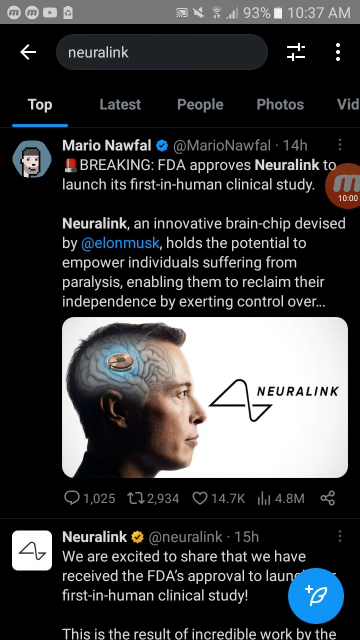 93% 10:37 AM
neuralink
Top Latest People Photos Vid
Mario Nawfal @MarioNawfal · 14h
🚨BREAKING: FDA approves Neuralink to
launch its first-in-human clinical study.
10:00
Neuralink, an innovative brain-chip devised
by @elonmusk, holds the potential to
empower individuals suffering from
paralysis, enabling them to reclaim their
independence by exerting control over...
NEURALINK
1,025 2,934 14.7K 4.8M
Neuralink @neuralink · 15h
We are excited to share that we have
received the FDA's approval to launch
first-in-human clinical study!
This is the result of incredible work by the